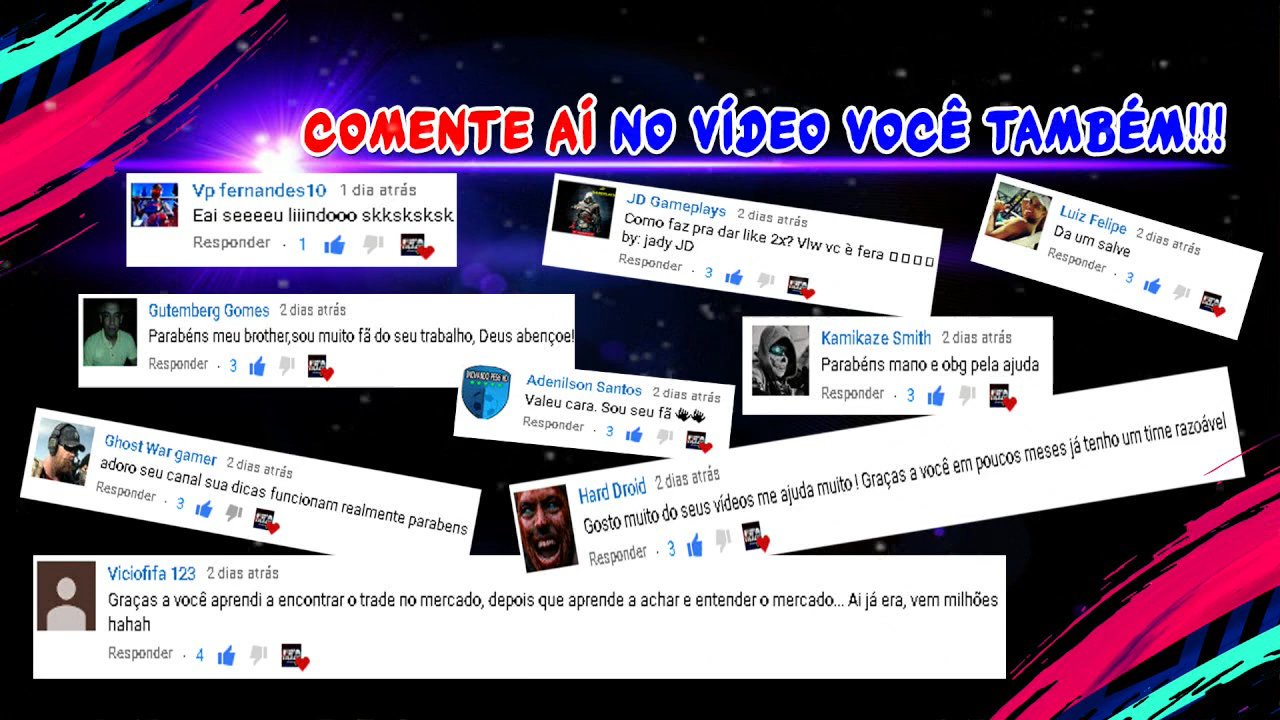 COMENTE AÍ NO VÍDEO VOCÊ TAMBÉM!!!
Vp fernandes10 1 dia atrás
Eai seeeeu liiindooo skksksksk
Responder · 1
JD Gameplays 2 dias atrás
Como faz pra dar like 2x? Vlw vc è fera
by: jady JD
Responder · 3
Luiz Felipe 2 dias atrás
Da um salve
Responder · 3
Gutemberg Gomes 2 dias atrás
Parabéns meu brother,sou muito fã do seu trabalho, Deus abençoe!
Responder · 3
Kamikaze Smith 2 dias atrás
Parabéns mano e obg pela ajuda
Responder · 3
Adenilson Santos 2 dias atrás
Valeu cara. Sou seu fã
Responder · 3
Ghost War gamer 2 dias atrás
adoro seu canal sua dicas funcionam realmente parabens
Responder · 3
Hard Droid 2 dias atrás
Gosto muito do seus vídeos me ajuda muito ! Graças a você em poucos meses já tenho um time razoável
Responder · 3
Viciofifa 123 2 dias atrás
Graças a você aprendi a encontrar o trade no mercado, depois que aprende a achar e entender o mercado... Ai já era, vem milhões
hahah
Responder · 4